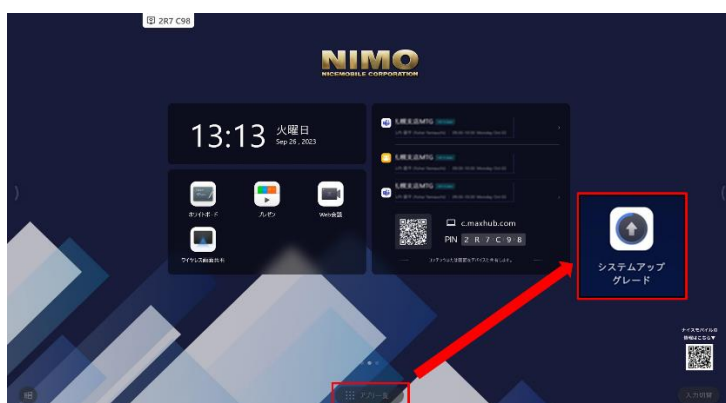 2R7 C98
NIMO
NICEMOBILE CORPORATION
13:13 火曜日
Sep 26, 2023
ホワイトボード
プレゼン
Web会議
ワイヤレス画面共有
札幌支店MTG
札幌支店MTG
札幌支店MTG
c.maxhub.com
PIN 2 R 7 C 9 8
システムアップ
グレード
ナイスモバイルの
情報はこちら▼
アプリ一覧
入力切替